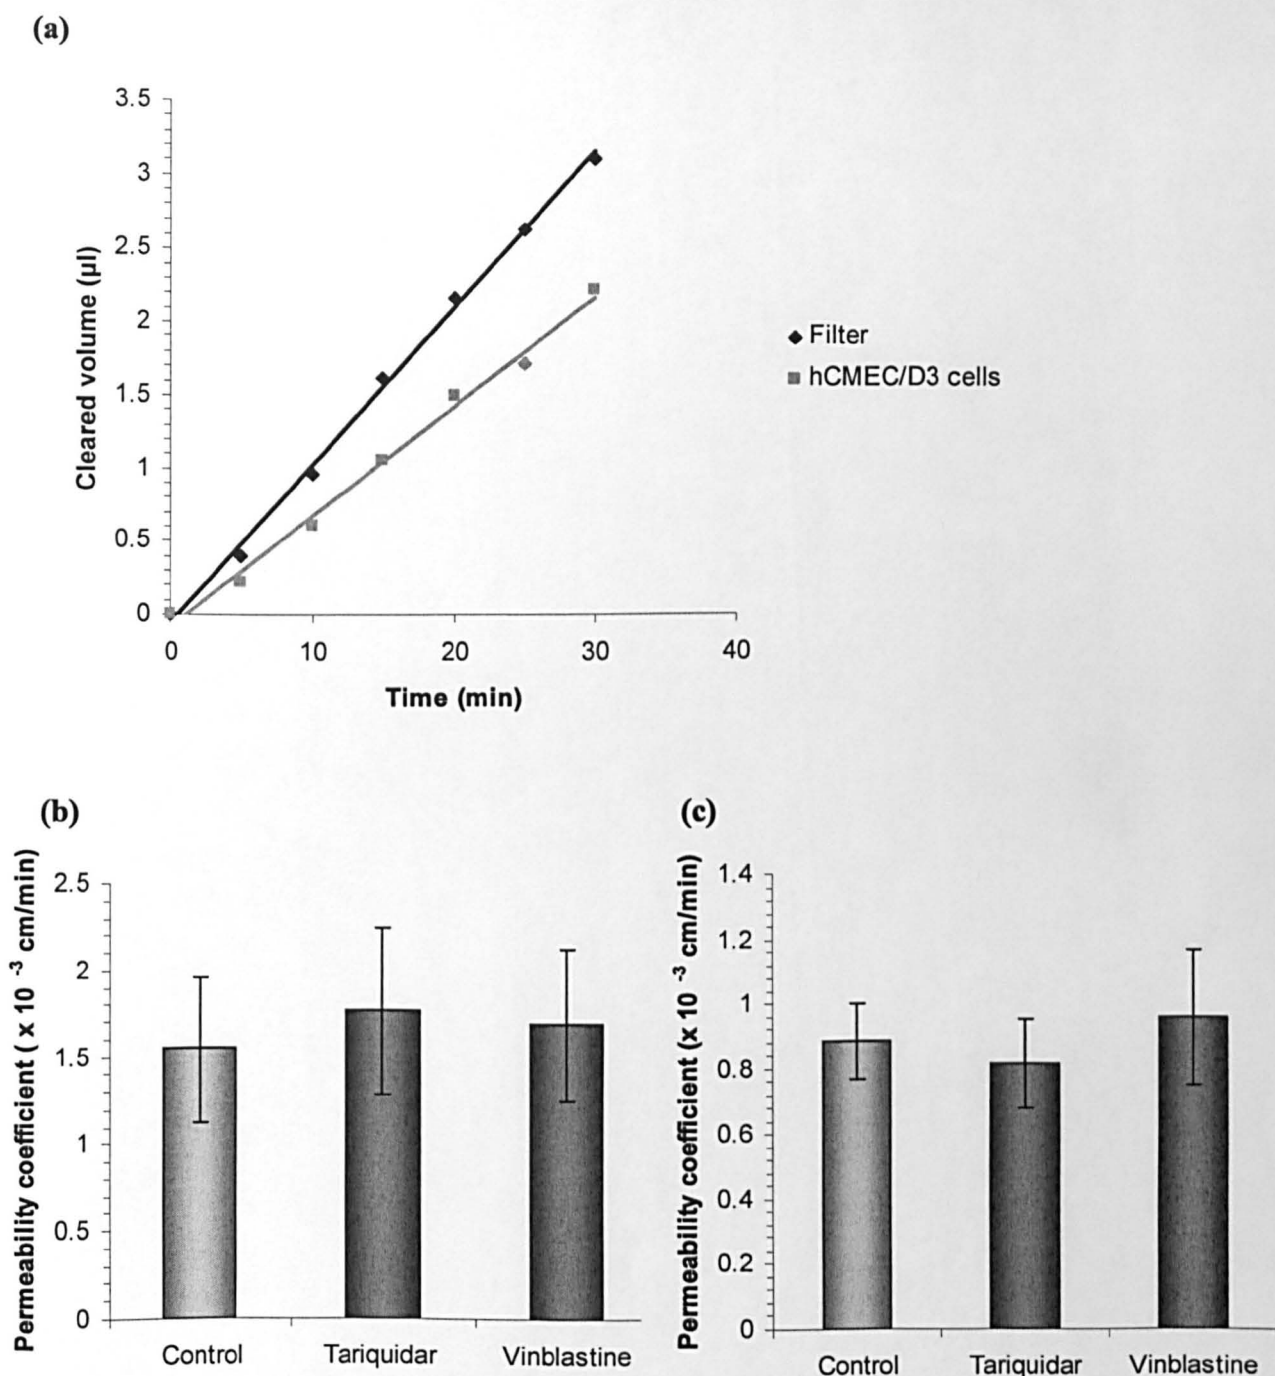 (a)
3.5
3
2.5
2
1.5
1
0.5
0
Cleared volume (µl)
0 10 20 30 40
Time (min)
Filter
hCMEC/D3 cells
(b)
Permeability coefficient ( x 10 -3 cm/min)
2.5
2
1.5
1
0.5
0
Control Tariquidar Vinblastine
(c)
Permeability coefficient (x 10 -3 cm/min)
1.4
1.2
1
0.8
0.6
0.4
0.2
0
Control Tariquidar Vinblastine